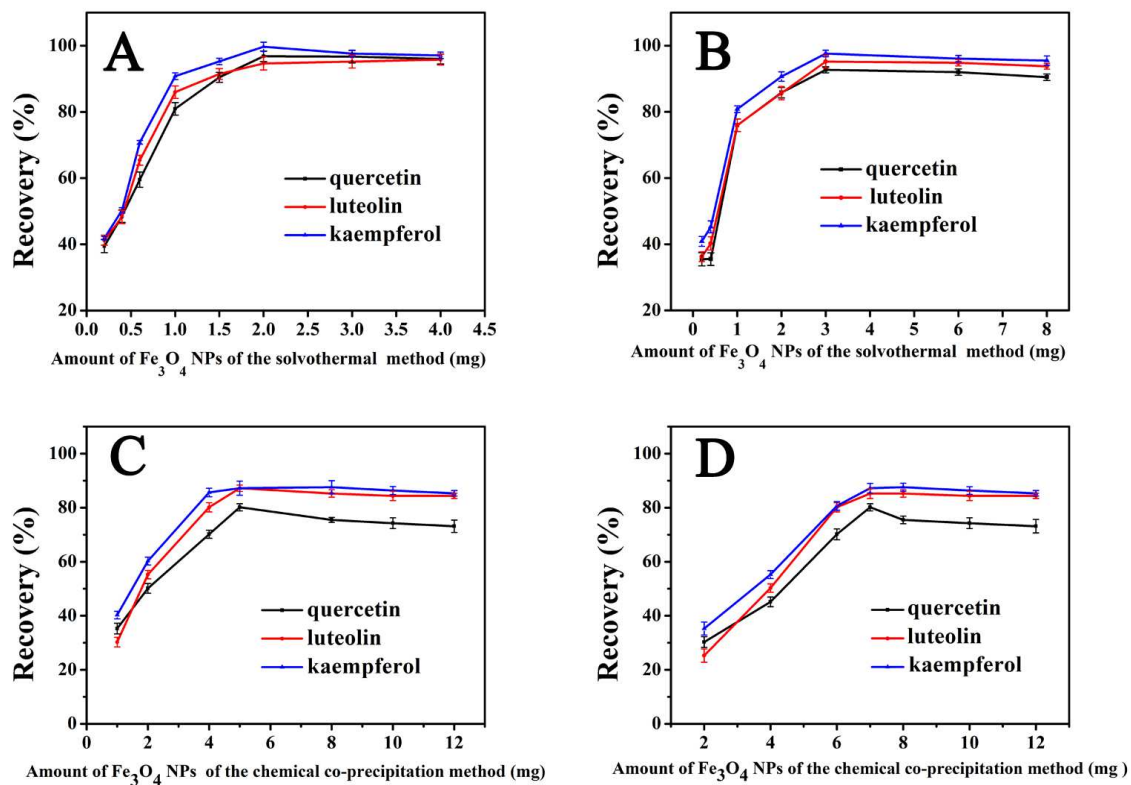 A
Recovery (%)
100
80
60
40
20
0.0 0.5 1.0 1.5 2.0 2.5 3.0 3.5 4.0 4.5
quercetin
luteolin
kaempferol
Amount of Fe3O4 NPs of the solvothermal method (mg)
B
Recovery (%)
100
80
60
40
20
0 1 2 3 4 5 6 7 8
quercetin
luteolin
kaempferol
Amount of Fe3O4 NPs of the solvothermal method (mg)
C
Recovery (%)
100
80
60
40
20
0
0 2 4 6 8 10 12
quercetin
luteolin
kaempferol
Amount of Fe3O4 NPs of the chemical co-precipitation method (mg)
D
Recovery (%)
100
80
60
40
20
0
2 4 6 8 10 12
quercetin
luteolin
kaempferol
Amount of Fe3O4 NPs of the chemical co-precipitation method (mg )